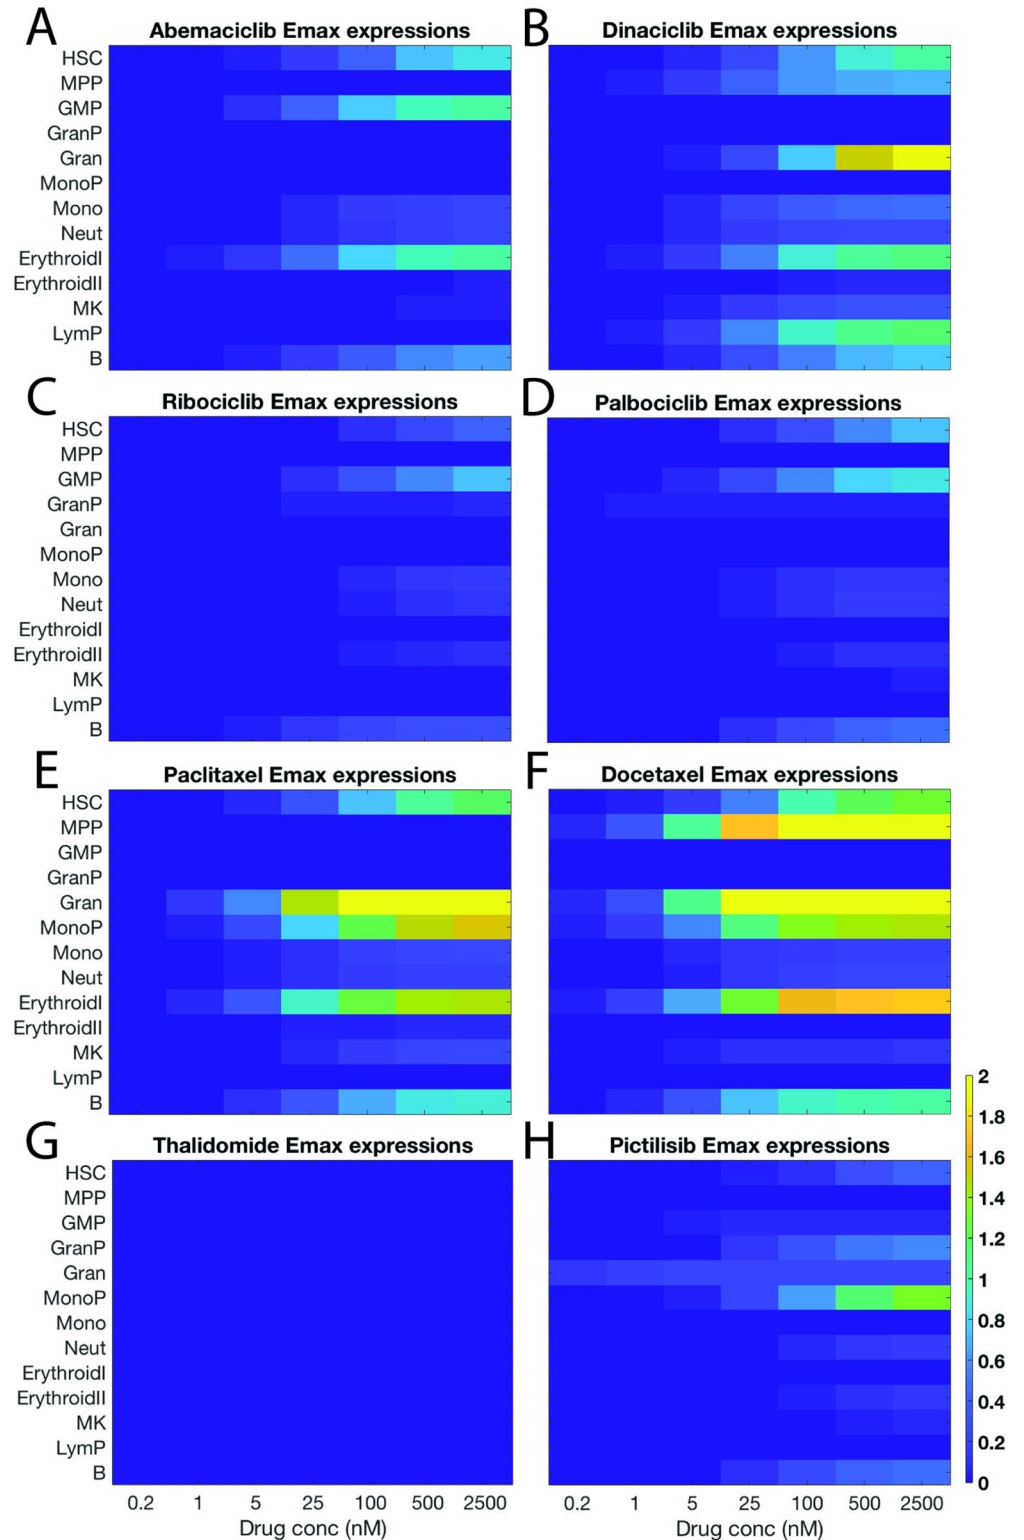 A
Abemaciclib Emax expressions
HSC
MPP
GMP
GranP
Gran
MonoP
Mono
Neut
ErythroidI
ErythroidII
MK
LymP
B
B
Dinaciclib Emax expressions
C
Ribociclib Emax expressions
HSC
MPP
GMP
GranP
Gran
MonoP
Mono
Neut
ErythroidI
ErythroidII
MK
LymP
B
D
Palbociclib Emax expressions
E
Paclitaxel Emax expressions
HSC
MPP
GMP
GranP
Gran
MonoP
Mono
Neut
ErythroidI
ErythroidII
MK
LymP
B
F
Docetaxel Emax expressions
G
Thalidomide Emax expressions
HSC
MPP
GMP
GranP
Gran
MonoP
Mono
Neut
ErythroidI
ErythroidII
MK
LymP
B
0.2 1 5 25 100 500 2500
Drug conc (nM)
H
Pictilisib Emax expressions
0.2 1 5 25 100 500 2500
Drug conc (nM)
2
1.8
1.6
1.4
1.2
1
0.8
0.6
0.4
0.2
0